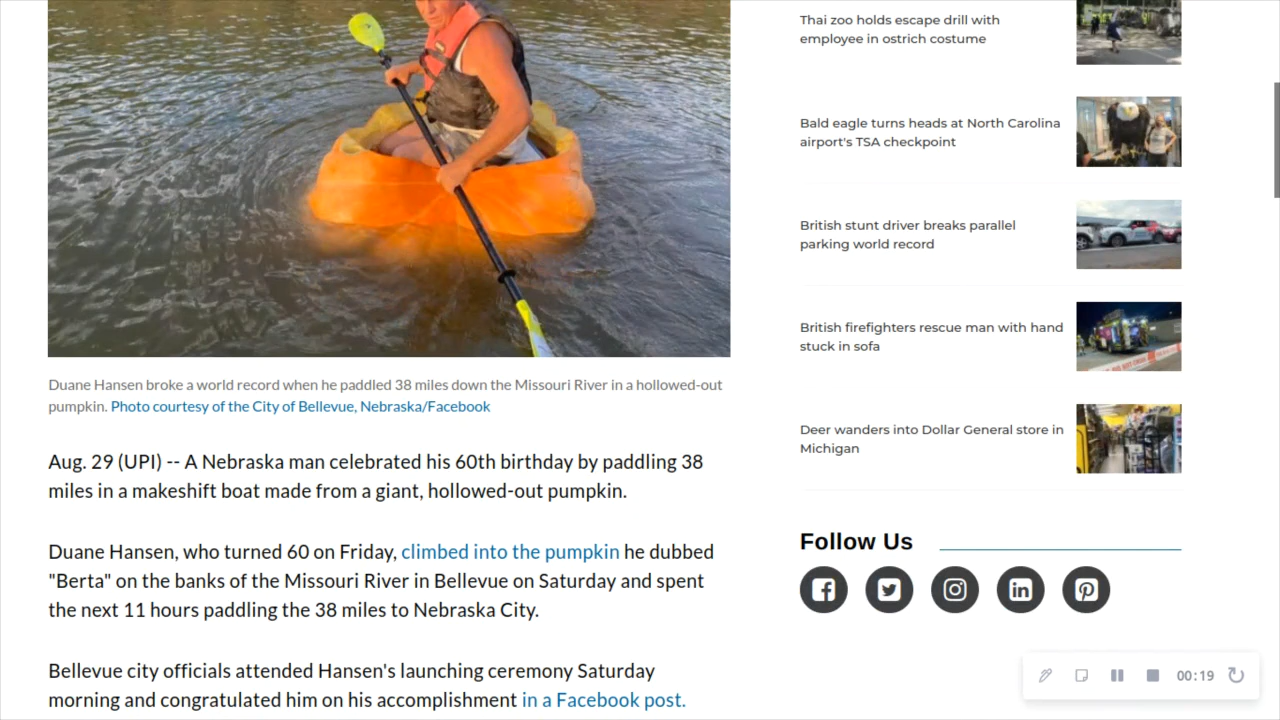 Thai zoo holds escape drill with
employee in ostrich costume
Bald eagle turns heads at North Carolina
airport's TSA checkpoint
British stunt driver breaks parallel
parking world record
British firefighters rescue man with hand
stuck in sofa
Deer wanders into Dollar General store in
Michigan
Duane Hansen broke a world record when he paddled 38 miles down the Missouri River in a hollowed-out
pumpkin. Photo courtesy of the City of Bellevue, Nebraska/Facebook
Aug. 29 (UPI) -- A Nebraska man celebrated his 60th birthday by paddling 38
miles in a makeshift boat made from a giant, hollowed-out pumpkin.
Duane Hansen, who turned 60 on Friday, climbed into the pumpkin he dubbed
"Berta" on the banks of the Missouri River in Bellevue on Saturday and spent
the next 11 hours paddling the 38 miles to Nebraska City.
Bellevue city officials attended Hansen's launching ceremony Saturday
morning and congratulated him on his accomplishment in a Facebook post.
Follow Us
00:19